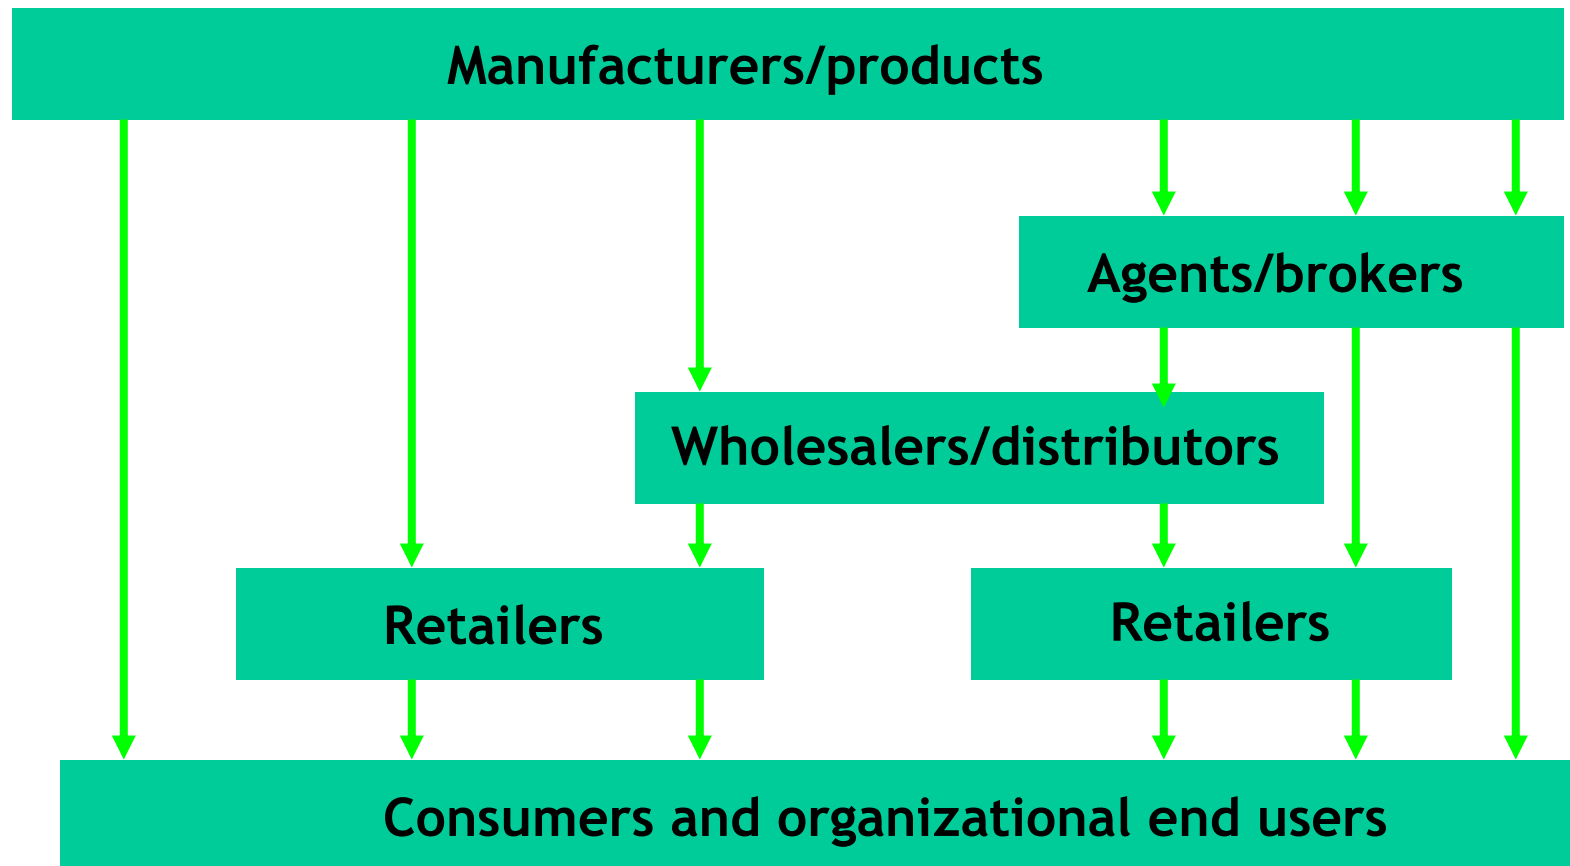 Manufacturers/products
Agents/brokers
Wholesalers/distributors
Retailers
Retailers
Consumers and organizational end users